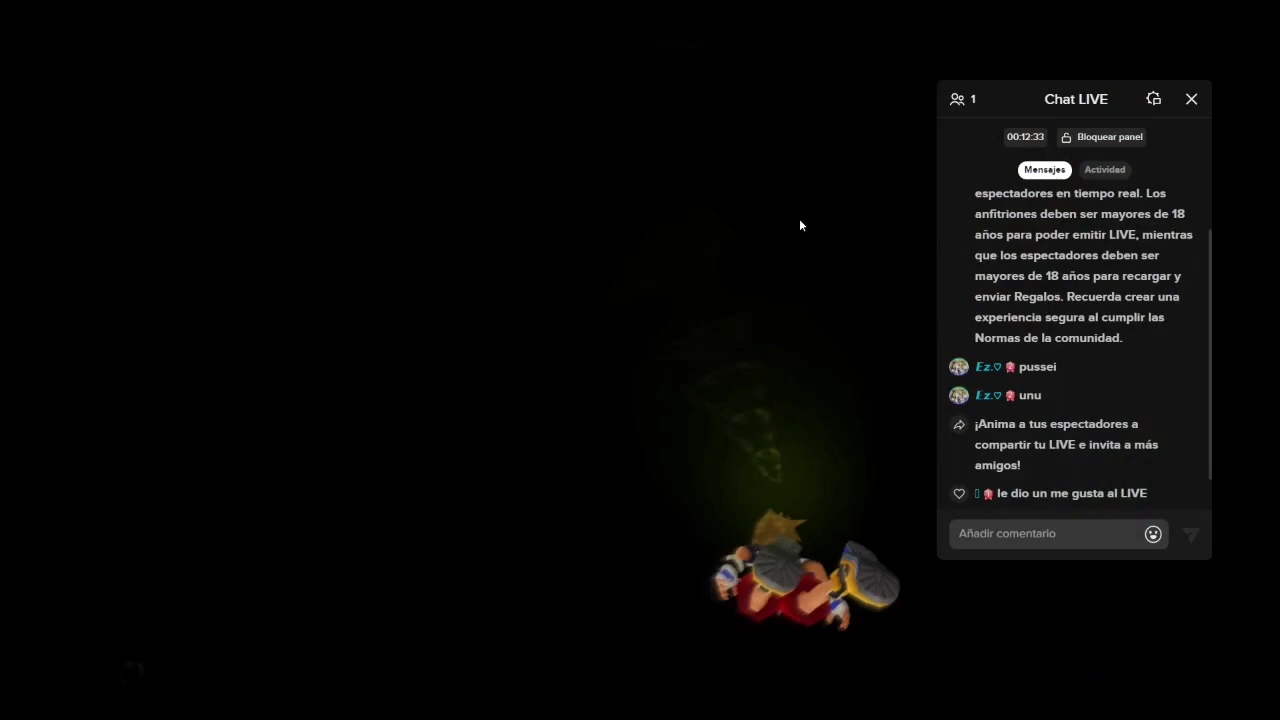 1
Chat LIVE
00:12:33
Bloquear panel
Mensajes
Actividad
espectadores en tiempo real. Los
anfitriones deben ser mayores de 18
años para poder emitir LIVE, mientras
que los espectadores deben ser
mayores de 18 años para recargar y
enviar Regalos. Recuerda crear una
experiencia segura al cumplir las
Normas de la comunidad.
Ez.♡ pussei
Ez.♡ unu
¡Anima a tus espectadores a
compartir tu LIVE e invita a más
amigos!
le dio un me gusta al LIVE
Añadir comentario